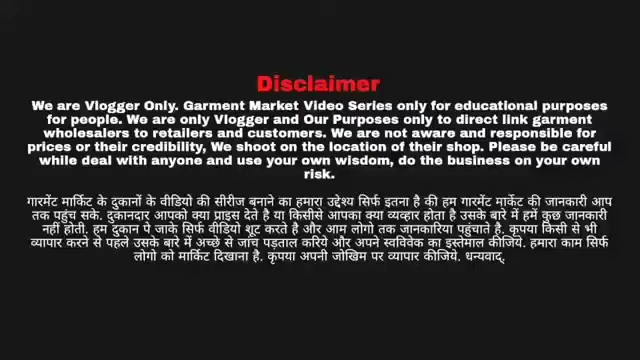 Disclaimer
We are Vlogger Only. Garment Market Video Series only for educational purposes
for people. We are only Vlogger and Our Purposes only to direct link garment
wholesalers to retailers and customers. We are not aware and responsible for
prices or their credibility, We shoot on the location of their shop. Please be careful
while deal with anyone and use your own wisdom, do the business on your own
risk.
गारमेंट मार्किट के दुकानों के वीडियो की सीरीज बनाने का हमारा उद्देश्य सिर्फ इतना है की हम गारमेंट मार्केट की जानकारी आप
तक पहुंच सके. दुकानदार आपको क्या प्राइस देते है या किसीसे आपका क्या व्यव्हार होता है उसके बारे में हमें कुछ जानकारी
नहीं होती. हम दुकान पे जाके सिर्फ वीडियो शूट करते है और आम लोगो तक जानकारिया पहुंचाते है. कृपया किसी से भी
व्यापार करने से पहले उसके बारे में अच्छे से जांच पड़ताल करिये और अपने स्वविवेक का इस्तेमाल कीजिये. हमारा काम सिर्फ
लोगो को मार्किट दिखाना है. कृपया अपनी जोखिम पर व्यापार कीजिये. धन्यवाद्.